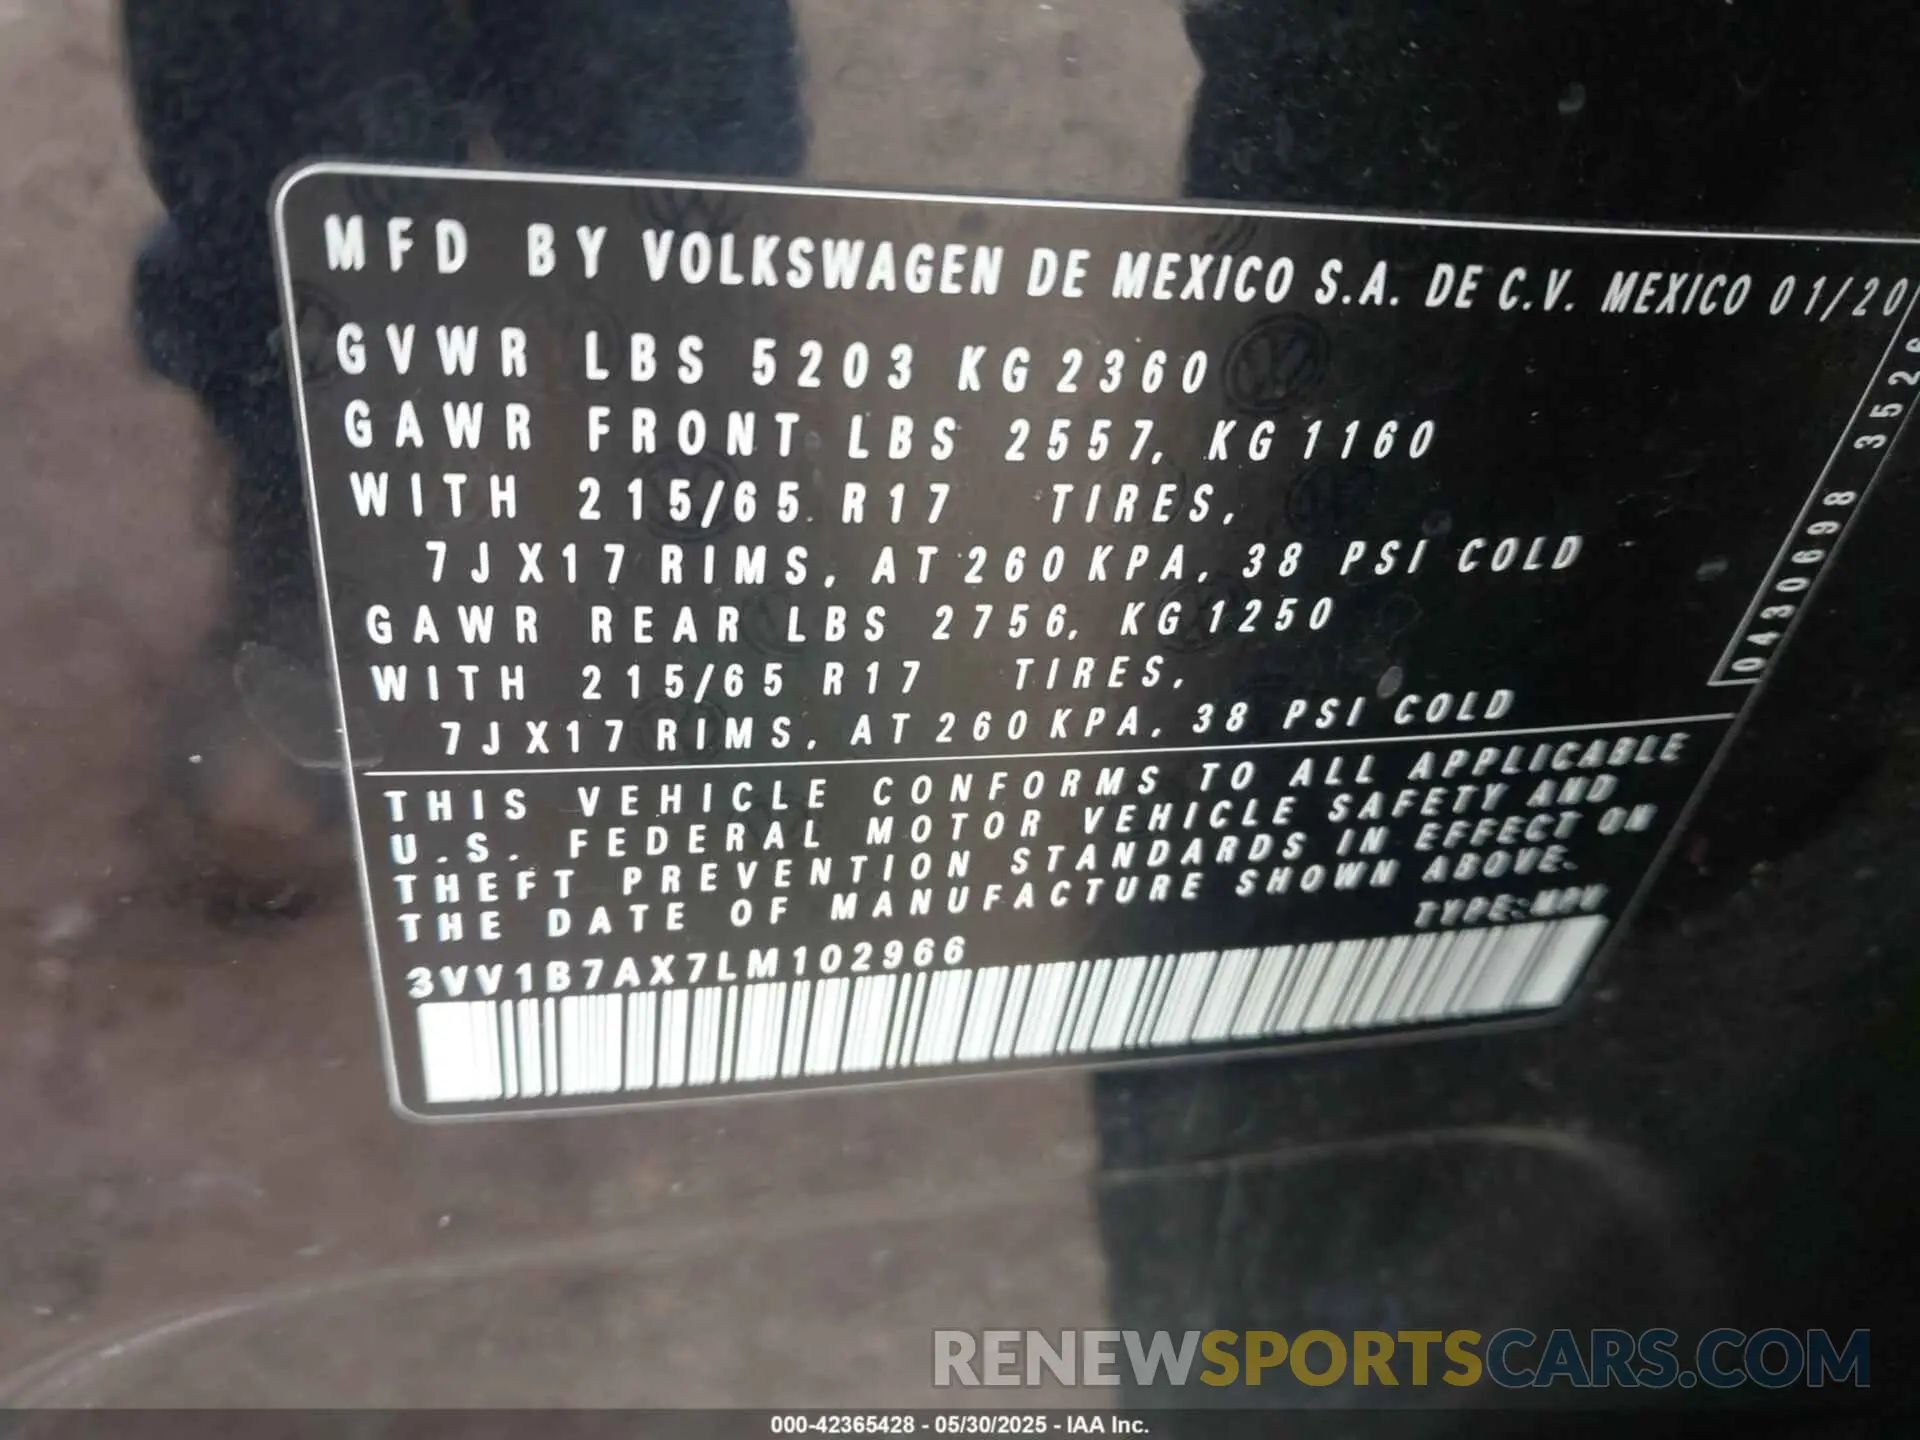 MFD BY VOLKSWAGEN DE MEXICO S.A. DE C.V. MEXICO 01/20
GVWR LBS 5203 KG 2360
GAWR FRONT LBS 2557, KG 1160
WITH 215/65 R17 TIRES,
7JX17 RIMS, AT 260 KPA, 38 PSI COLD
GAWR REAR LBS 2756, KG 1250
WITH 215/65 R17 TIRES,
7JX17 RIMS, AT 260 KPA, 38 PSI COLD
0430698
THIS VEHICLE CONFORMS TO ALL APPLICABLE
U.S. FEDERAL MOTOR VEHICLE SAFETY AND
THEFT PREVENTION STANDARDS IN EFFECT ON
THE DATE OF MANUFACTURE SHOWN ABOVE.
TYPE: MPV
3VV1B7AX7LM102966
RENEWSPORTSCARS.COM
000-42365428 - 05/30/2025 - IAA Inc.